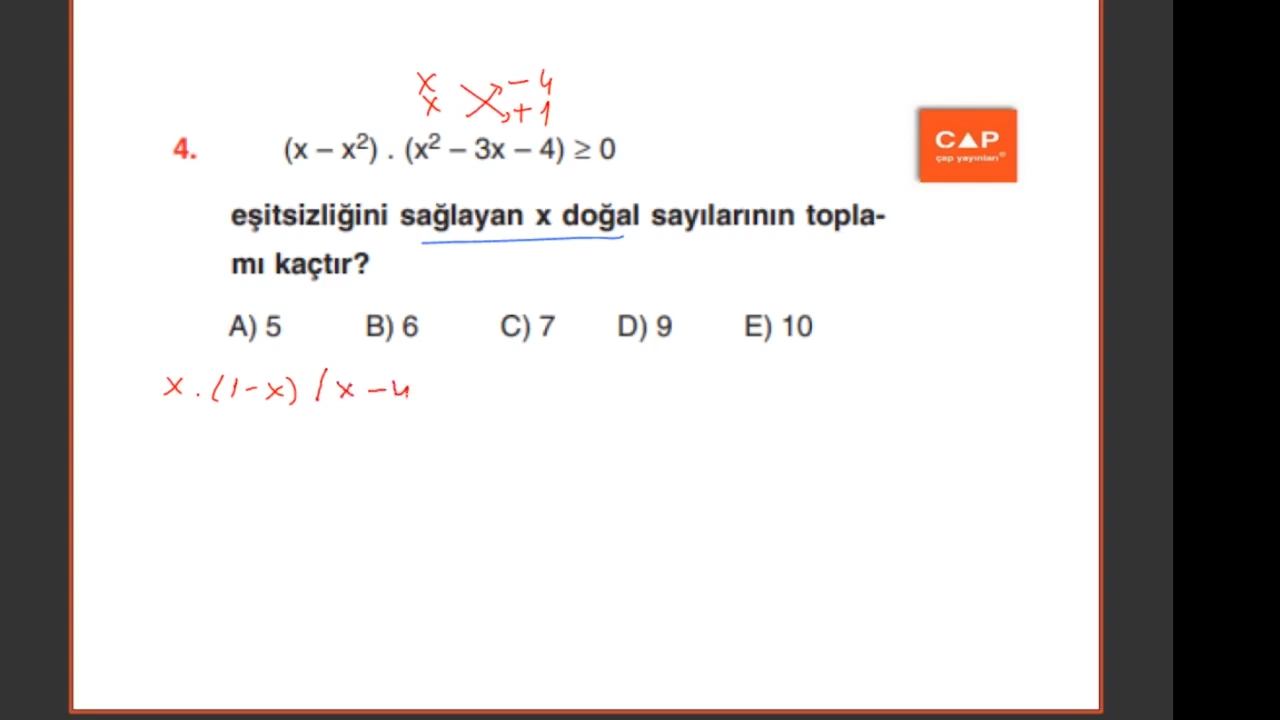 x - 4
x + 1
4. (x – x²) . (x² – 3x – 4) ≥ 0
CAP
çap yayınları®
eşitsizliğini sağlayan x doğal sayılarının topla-
mı kaçtır?
A) 5 B) 6 C) 7 D) 9 E) 10
x . (1 - x) (x - 4